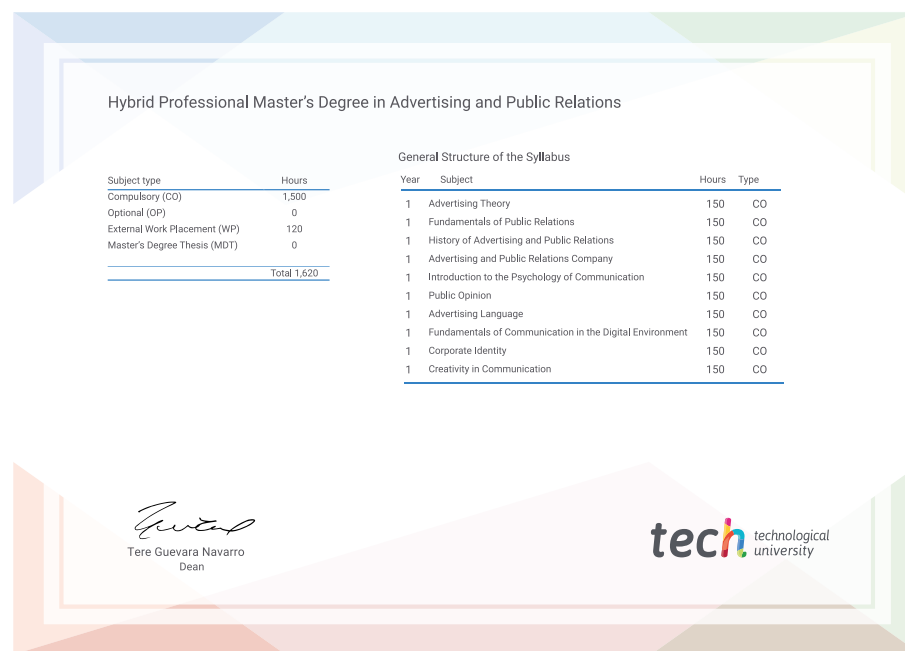 Hybrid Professional Master's Degree in Advertising and Public Relations
Subject type Hours
Compulsory (CO) 1,500
Optional (OP) 0
External Work Placement (WP) 120
Master's Degree Thesis (MDT) 0
Total 1,620
General Structure of the Syllabus
Year Subject Hours Type
1 Advertising Theory 150 CO
1 Fundamentals of Public Relations 150 CO
1 History of Advertising and Public Relations 150 CO
1 Advertising and Public Relations Company 150 CO
1 Introduction to the Psychology of Communication 150 CO
1 Public Opinion 150 CO
1 Advertising Language 150 CO
1 Fundamentals of Communication in the Digital Environment 150 CO
1 Corporate Identity 150 CO
1 Creativity in Communication 150 CO
Tere Guevara Navarro
Dean
tech technological
university